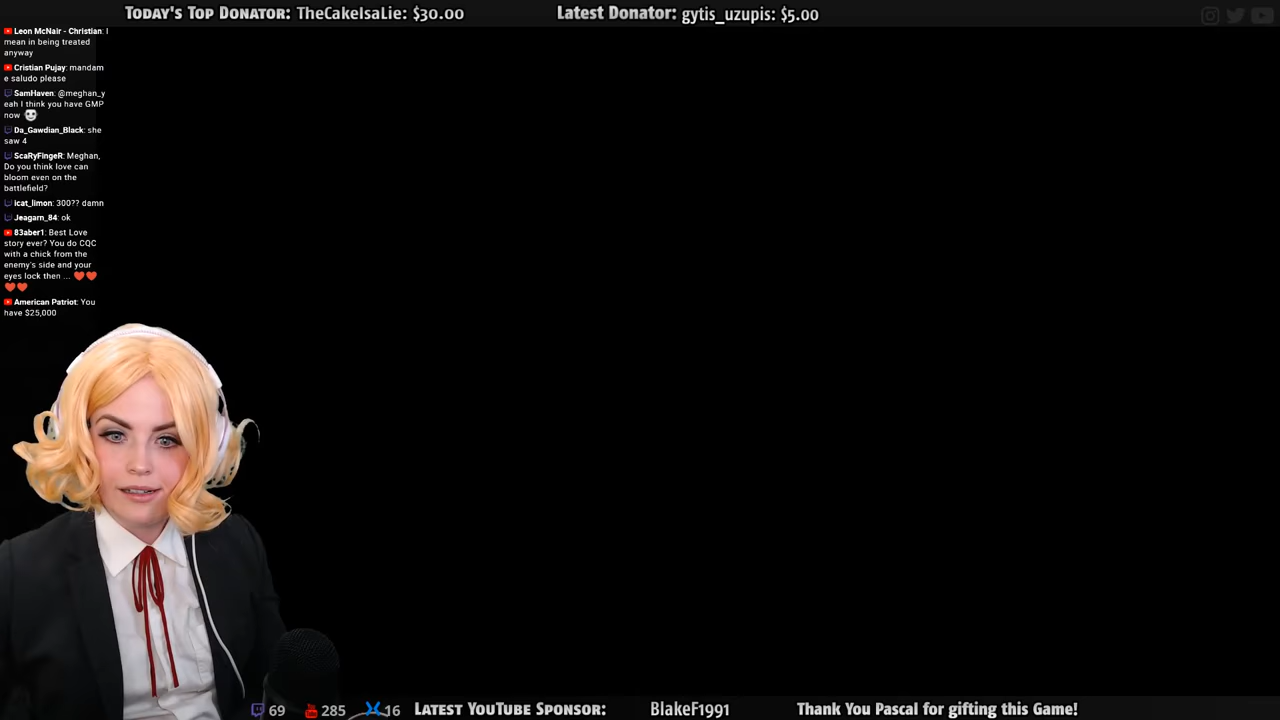 Today's Top Donator: TheCakeIsaLie: $30.00
Latest Donator: gytis_uzupis: $5.00
Leon McNair - Christian: I
mean in being treated
anyway
Cristian Pujay: mandam
e saludo please
SamHaven: @meghan_y
eah I think you have GMP
now
Da_Gawdian_Black: she
saw 4
ScaRyFingeR: Meghan,
Do you think love can
bloom even on the
battlefield?
icat_limon: 300?? damn
Jeagarn_84: ok
83aber1: Best Love
story ever? You do CQC
with a chick from the
enemy's side and your
eyes lock then ... ❤️❤️
❤️❤️
American Patriot: You
have $25,000
69 285 16 Latest YouTube Sponsor: BlakeF1991 Thank You Pascal for gifting this Game!